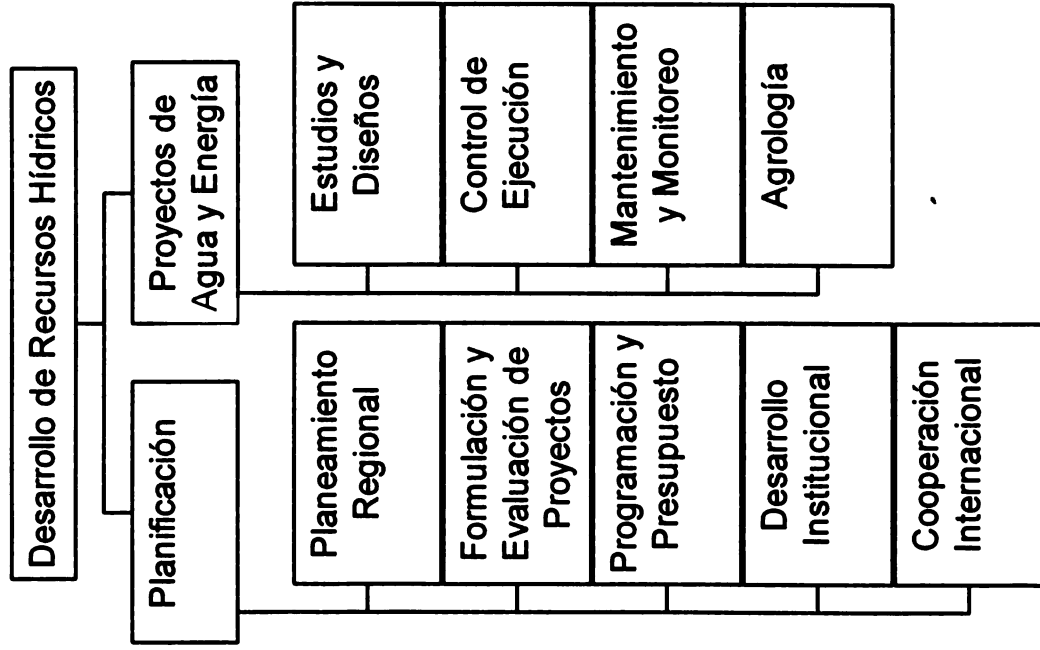 Desarrollo de Recursos Hídricos
Planificación
Planeamiento
Regional
Formulación y
Evaluación de
Proyectos
Programación y
Presupuesto
Desarrollo
Institucional
Cooperación
Internacional
Proyectos de
Agua y Energía
Estudios y
Diseños
Control de
Ejecución
Mantenimiento
y Monitoreo
Agrología